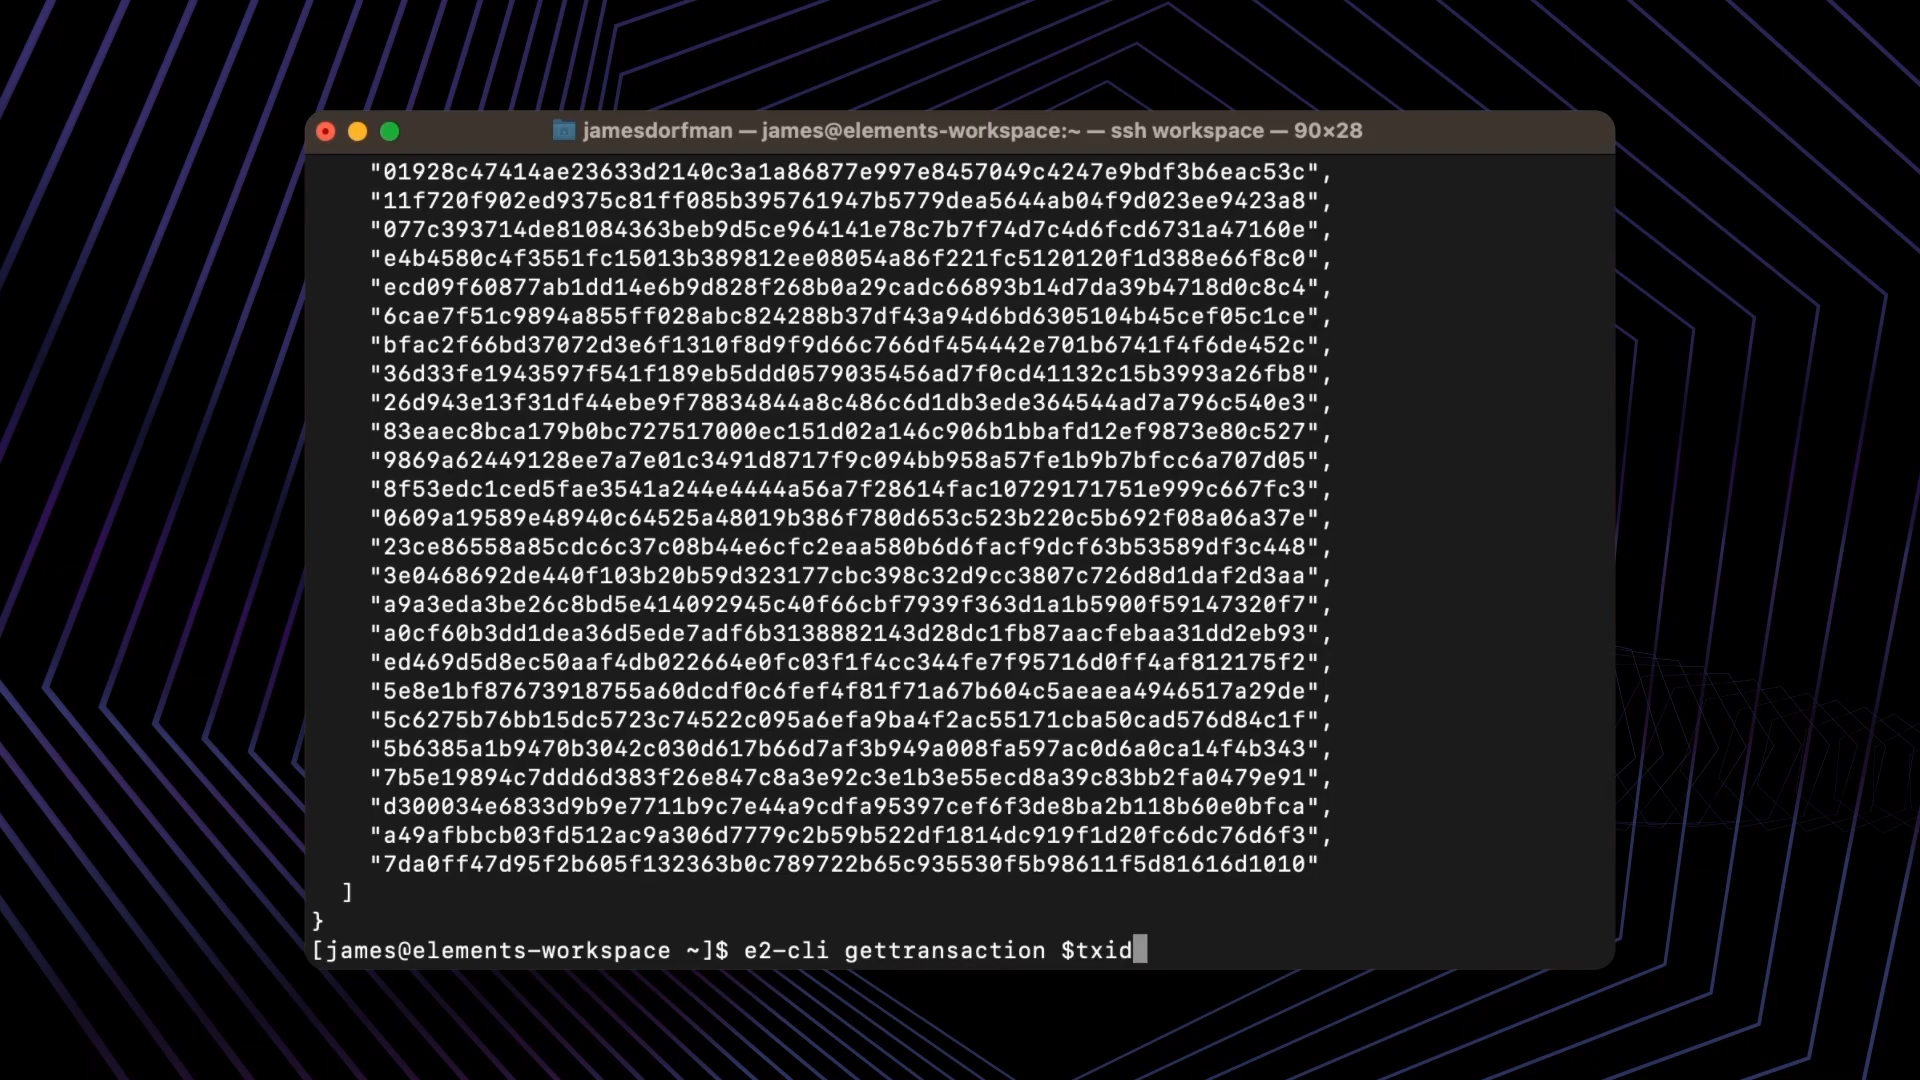 jamesdorfman — james@elements-workspace:~ — ssh workspace — 90×28
"01928c47414ae23633d2140c3a1a86877e997e8457049c4247e9bdf3b6eac53c",
"11f720f902ed9375c81ff085b395761947b5779dea5644ab04f9d023ee9423a8",
"077c393714de81084363beb9d5ce964141e78c7b7f74d7c4d6fcd6731a47160e",
"e4b4580c4f3551fc15013b389812ee08054a86f221fc5120120f1d388e66f8c0",
"ecd09f60877ab1dd14e6b9d828f268b0a29cadc66893b14d7da39b4718d0c8c4",
"6cae7f51c9894a855ff028abc824288b37df43a94d6bd6305104b45cef05c1ce",
"bfac2f66bd37072d3e6f1310f8d9f9d66c766df454442e701b6741f4f6de452c",
"36d33fe1943597f541f189eb5ddd0579035456ad7f0cd41132c15b3993a26fb8",
"26d943e13f31df44ebe9f78834844a8c486c6d1db3ede364544ad7a796c540e3",
"83eaec8bca179b0bc727517000ec151d02a146c906b1bbafd12ef9873e80c527",
"9869a62449128ee7a7e01c3491d8717f9c094bb958a57fe1b9b7bfcc6a707d05",
"8f53edc1ced5fae3541a244e4444a56a7f28614fac10729171751e999c667fc3",
"0609a19589e48940c64525a48019b386f780d653c523b220c5b692f08a06a37e",
"23ce86558a85cdc6c37c08b44e6cfc2eaa580b6d6facf9dcf63b53589df3c448",
"3e0468692de440f103b20b59d323177cbc398c32d9cc3807c726d8d1daf2d3aa",
"a9a3eda3be26c8bd5e414092945c40f66cbf7939f363d1a1b5900f59147320f7",
"a0cf60b3dd1dea36d5ede7adf6b3138882143d28dc1fb87aacfebaa31dd2eb93",
"ed469d5d8ec50aaf4db022664e0fc03f1f4cc344fe7f95716d0ff4af812175f2",
"5e8e1bf87673918755a60dcdf0c6fef4f81f71a67b604c5aeaea4946517a29de",
"5c6275b76bb15dc5723c74522c095a6efa9ba4f2ac55171cba50cad576d84c1f",
"5b6385a1b9470b3042c030d617b66d7af3b949a008fa597ac0d6a0ca14f4b343",
"7b5e19894c7ddd6d383f26e847c8a3e92c3e1b3e55ecd8a39c83bb2fa0479e91",
"d300034e6833d9b9e7711b9c7e44a9cdfa95397cef6f3de8ba2b118b60e0bfca",
"a49afbbcb03fd512ac9a306d7779c2b59b522df1814dc919f1d20fc6dc76d6f3",
"7da0ff47d95f2b605f132363b0c789722b65c935530f5b98611f5d81616d1010"
]
}
[james@elements-workspace ~]$ e2-cli gettransaction $txid